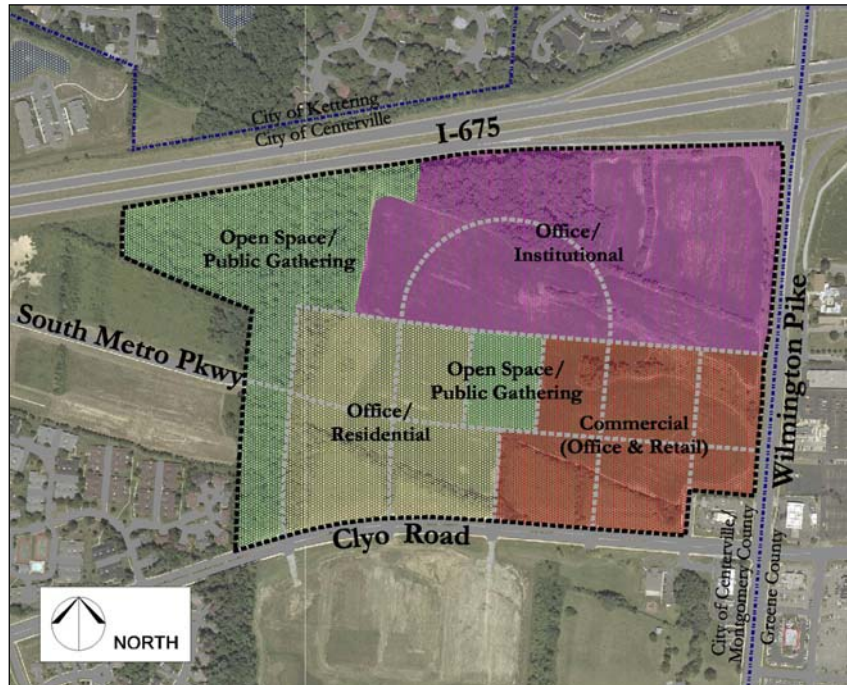 City of Kettering
City of Centerville
I-675
Open Space/
Public Gathering
Office/
Institutional
South Metro Pkwy
Open Space/
Public Gathering
Office/
Residential
Commercial
(Office & Retail)
Wilmington Pike
Clyo Road
City of Centerville/
Montgomery County
Greene County
NORTH